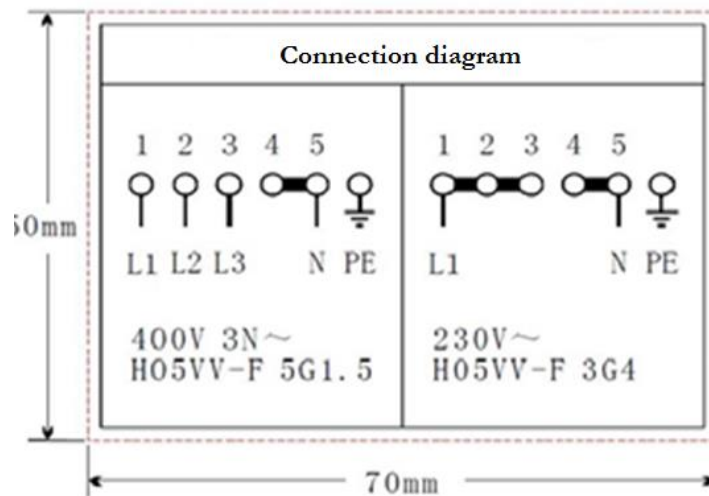 Connection diagram
1 2 3 4 5
L1 L2 L3 N PE
400V 3N～
H05VV-F 5G1.5
1 2 3 4 5
L1 N PE
230V～
H05VV-F 3G4
50mm
70mm